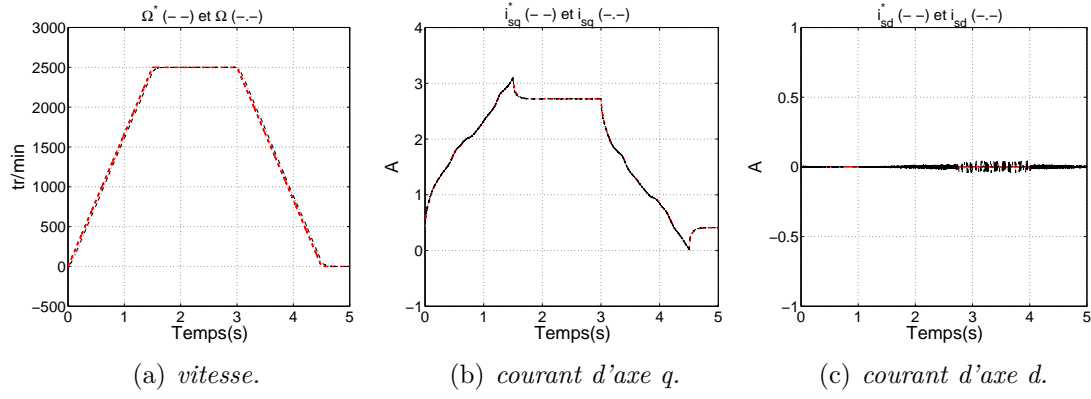 Ω* (− −) et Ω (−.−)
3000
2500
2000
1500
1000
500
0
−500
tr/min
0 1 2 3 4 5
Temps(s)
(a) vitesse.
i*sq (− −) et isq (−.−)
4
3
2
1
0
−1
A
0 1 2 3 4 5
Temps(s)
(b) courant d'axe q.
i*sd (− −) et isd (−.−)
1
0.5
0
−0.5
−1
A
0 1 2 3 4 5
Temps(s)
(c) courant d'axe d.